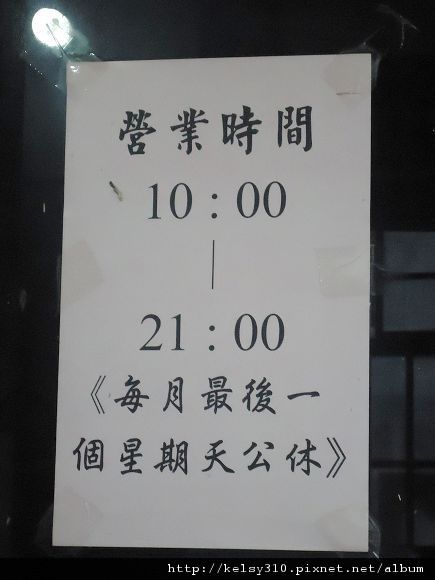 營業時間
10：00
｜
21：00
《每月最後一
個星期天公休》
http://kelsy310.pixnet.net/album